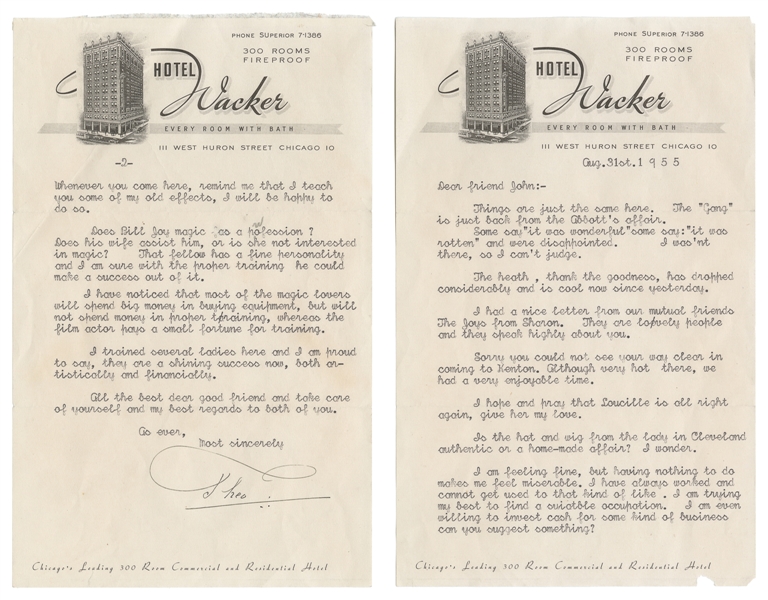 PHONE SUPERIOR 7-1386
300 ROOMS
FIREPROOF
HOTEL
Wacker
EVERY ROOM WITH BATH
111 WEST HURON STREET CHICAGO 10
-2-
Whenever you come here, remind me that I teach
you some of my old effects, I will be happy to
do so.
Does Bill Joy magic as a profession ?
Does his wife assist him, or is she not interested
in magic? That fellow has a fine personality
and I am sure with the proper training he could
make a success out of it.
I have noticed that most of the magic lovers
will spend big money in buying equipment, but will
not spend money in proper training, whereas the
film actor pays a small fortune for training.
I trained several ladies here and I am proud
to say, they are a shining success now, both ar-
tistically and financially.
All the best dear good friend and take care
of yourself and my best regards to both of you.
As ever,
Most sincerely
Theo
Chicago's Leading 300 Room Commercial and Residential Hotel
PHONE SUPERIOR 7-1386
300 ROOMS
FIREPROOF
HOTEL
Wacker
EVERY ROOM WITH BATH
111 WEST HURON STREET CHICAGO 10
Aug.31st.1 9 5 5
Dear friend John:-
Things are just the same here. The "Gang"
is just back from the Abbott's affair.
Some say"it was wonderful"some say:"it was
rotten" and were disappointed. I was'nt
there, so I can't judge.
The heath , thank the goodness, has dropped
considerably and is cool now since yesterday.
I had a nice letter from our mutual friends
The Joys from Sharon. They are lovely people
and they speak highly about you.
Sorry you could not see your way clear in
coming to Kenton. Although very hot there, we
had a very enjoyable time.
I hope and pray that Loucille is all right
again, give her my love.
Is the hat and wig from the lady in Cleveland
authentic or a home-made affair? I wonder.
I am feeling fine, but having nothing to do
makes me feel miserable. I have always worked and
cannot get used to that kind of like . I am trying
my best to find a suiatble occupation. I am even
willing to invest cash for some kind of business
can you suggest something?
Chicago's Leading 300 Room Commercial and Residential Hotel